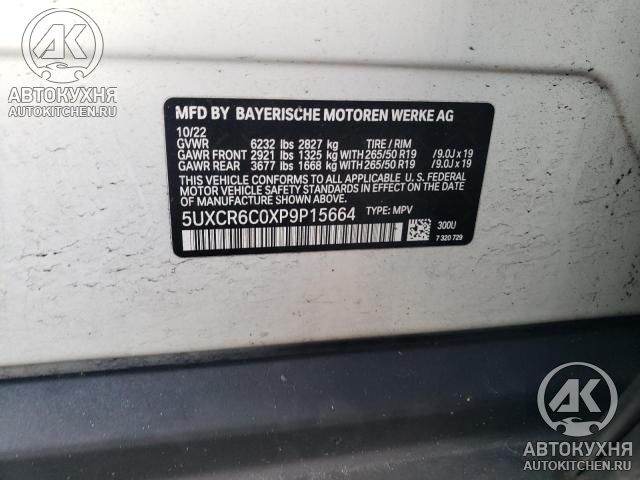 АК
АВТОКУХНЯ
AUTOKITCHEN.RU
MFD BY BAYERISCHE MOTOREN WERKE AG
10/22
GVWR 6232 lbs 2827 kg TIRE / RIM
GAWR FRONT 2921 lbs 1325 kg WITH 265/50 R19 /9.0J x 19
GAWR REAR 3677 lbs 1668 kg WITH 265/50 R19 /9.0J x 19
THIS VEHICLE CONFORMS TO ALL APPLICABLE FEDERAL MOTOR VEHICLE
SAFETY STANDARDS IN EFFECT ON THE DATE OF MANUFACTURE SHOWN ABOVE.
5UXCR6C0XP9P15664 TYPE: MPV
300U
7 320 729
АК
АВТОКУХНЯ
AUTOKITCHEN.RU